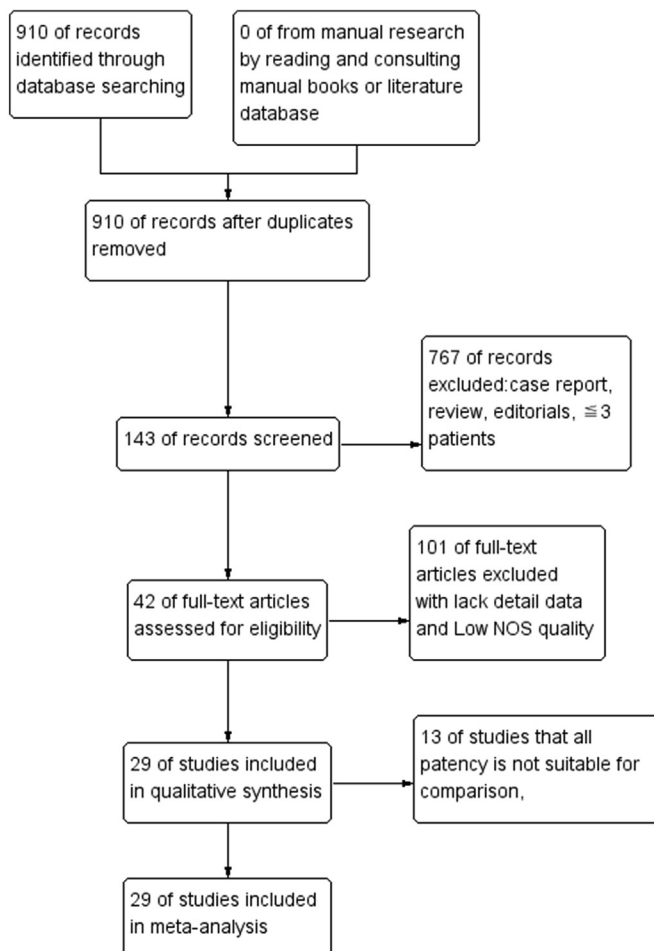 910 of records
identified through
database searching
0 of from manual research
by reading and consulting
manual books or literature
database
910 of records after duplicates
removed
767 of records
excluded:case report,
review, editorials, ≦3
patients
143 of records screened
101 of full-text
articles excluded
with lack detail data
and Low NOS quality
42 of full-text articles
assessed for eligibility
13 of studies that all
patency is not suitable for
comparison,
29 of studies included
in qualitative synthesis
29 of studies included
in meta-analysis